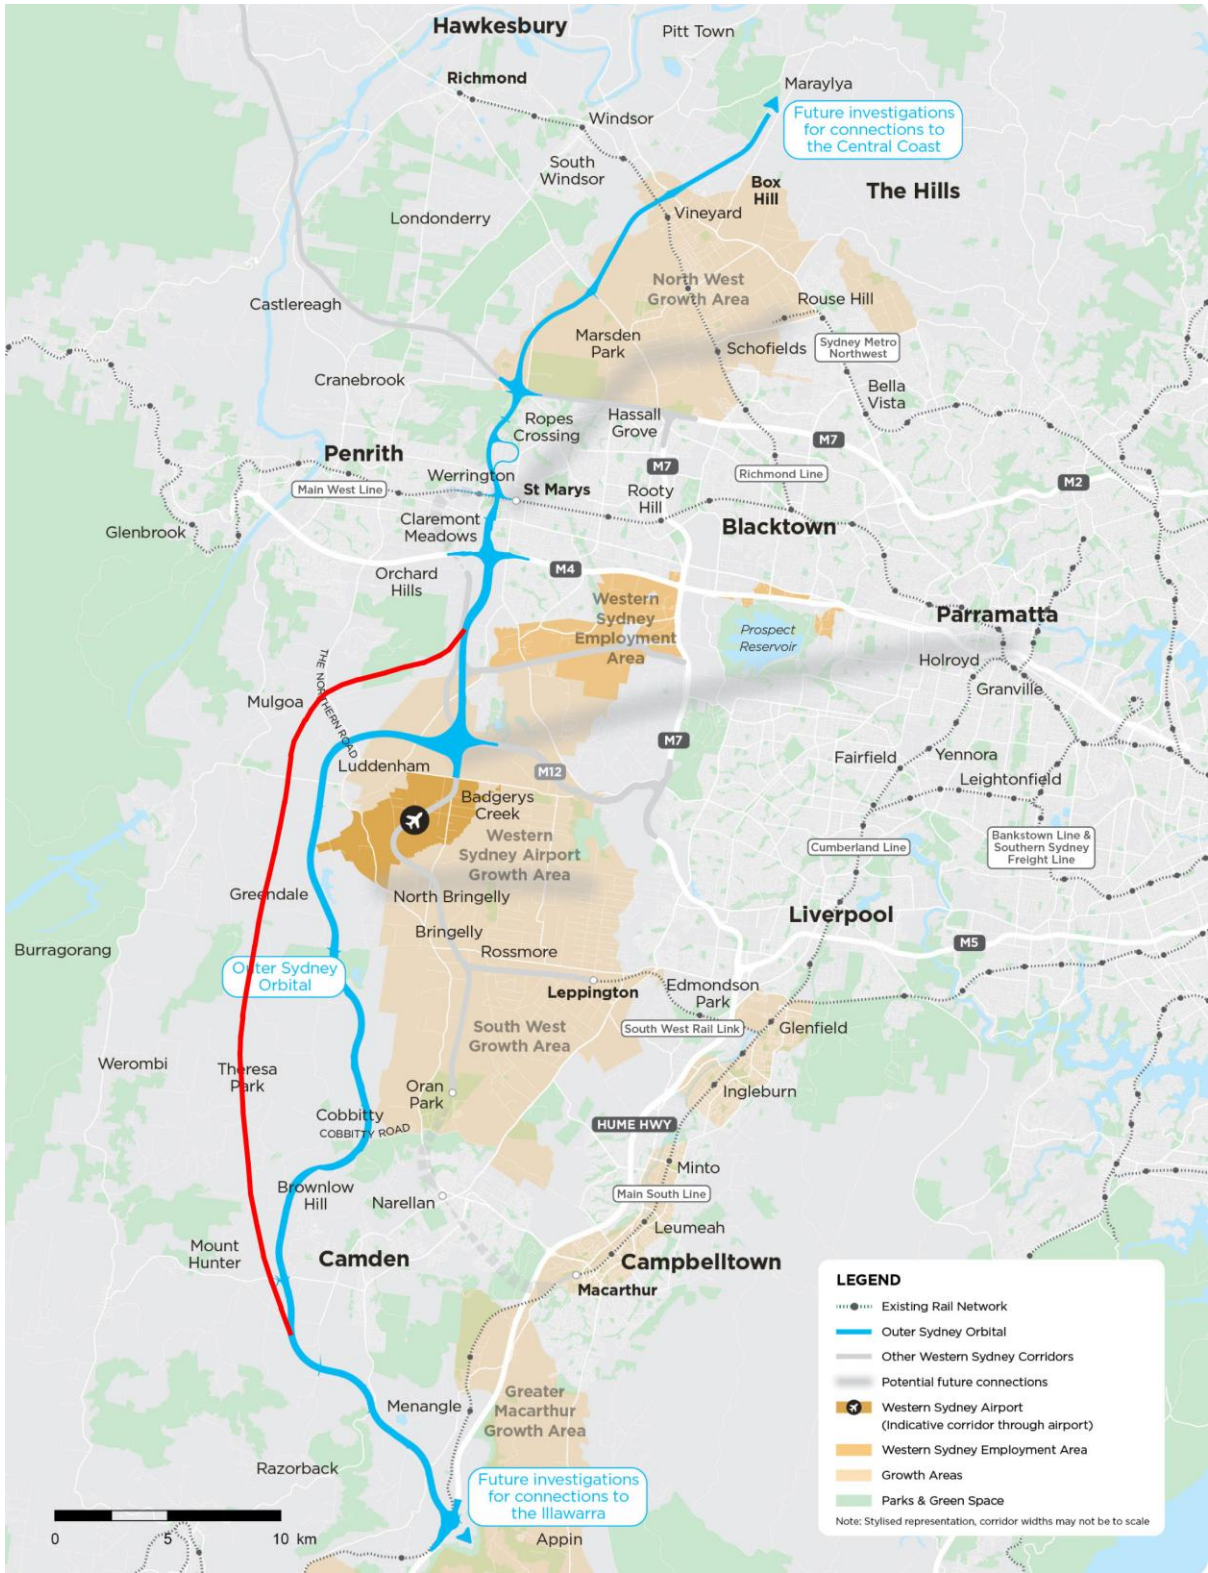 Hawkesbury
Pitt Town
Richmond
Maraylya
Future investigations
for connections to
the Central Coast
Windsor
South
Windsor
Box
Hill
The Hills
Londonderry
Vineyard
North West
Growth Area
Castlereagh
Rouse Hill
Marsden
Park
Schofields
Sydney Metro
Northwest
Cranebrook
Bella
Vista
Ropes
Crossing
Hassall
Grove
M7
Penrith
Werrington
M7
Richmond Line
M2
Main West Line
St Marys
Rooty
Hill
Glenbrook
Claremont
Meadows
Blacktown
Orchard
Hills
M4
Western
Sydney
Employment
Area
Prospect
Reservoir
Parramatta
Holroyd
Granville
THE NORTHERN ROAD
Mulgoa
M7
Fairfield
Yennora
Luddenham
M12
Leightonfield
Badgerys
Creek
Western
Sydney Airport
Growth Area
Cumberland Line
Bankstown Line &
Southern Sydney
Freight Line
Greendale
North Bringelly
Liverpool
Bringelly
Rossmore
M5
Burragorang
Outer Sydney
Orbital
Leppington
Edmondson
Park
South West
Growth Area
South West Rail Link
Glenfield
Werombi
Theresa
Park
Oran
Park
Ingleburn
Cobbitty
COBBITTY ROAD
HUME HWY
Minto
Brownlow
Hill
Narellan
Main South Line
Leumeah
Mount
Hunter
Camden
Campbelltown
Macarthur
LEGEND
Existing Rail Network
Outer Sydney Orbital
Other Western Sydney Corridors
Potential future connections
Western Sydney Airport
(Indicative corridor through airport)
Western Sydney Employment Area
Growth Areas
Parks & Green Space
Note: Stylised representation, corridor widths may not be to scale
Greater
Macarthur
Growth Area
Menangle
Razorback
Future investigations
for connections to
the Illawarra
Appin
0 5 10 km